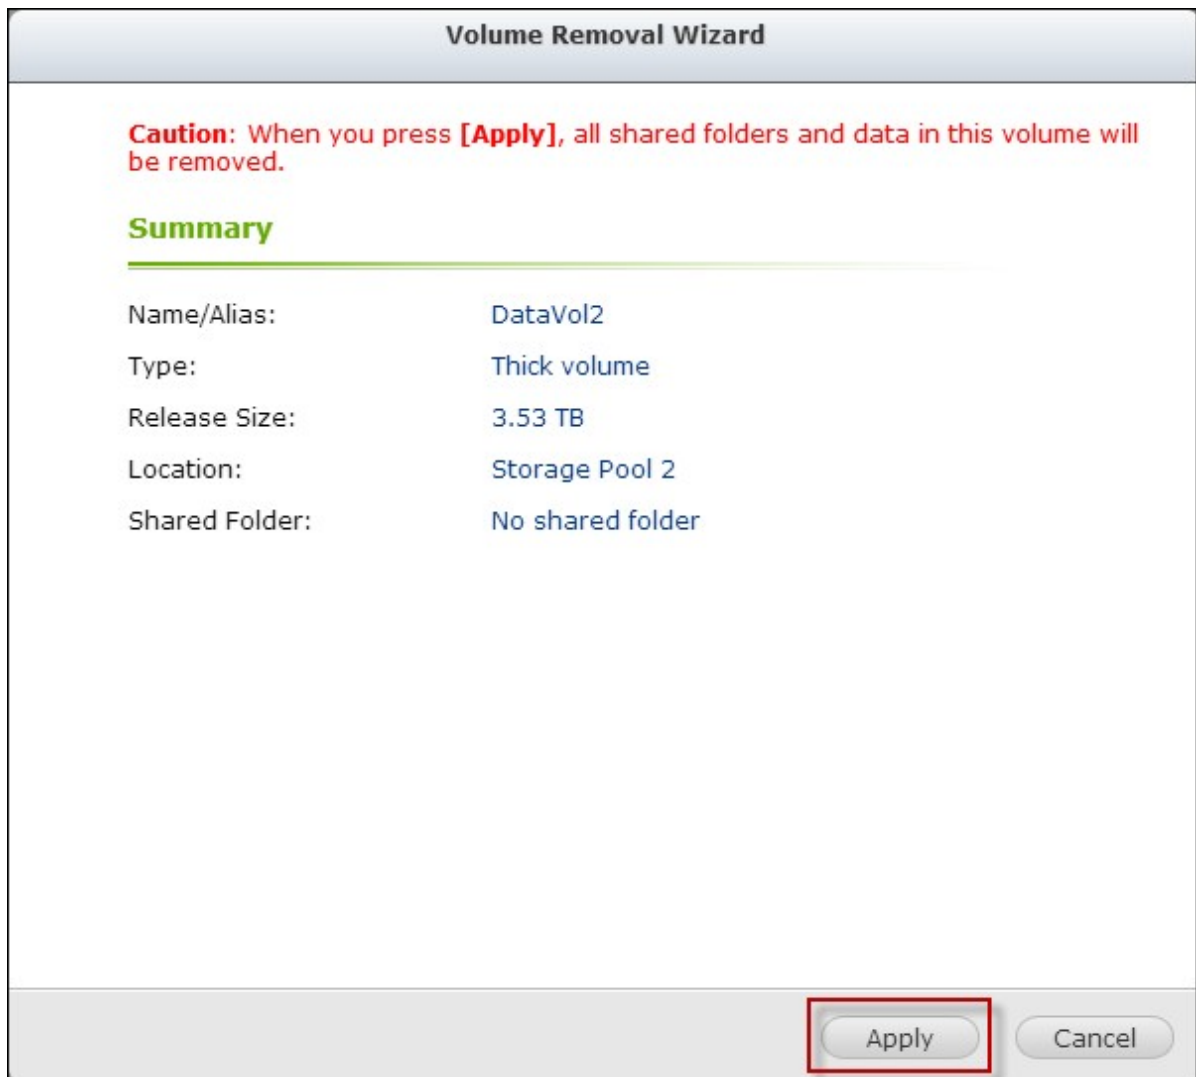 Volume Removal Wizard
Caution: When you press [Apply], all shared folders and data in this volume will
be removed.
Summary
Name/Alias: DataVol2
Type: Thick volume
Release Size: 3.53 TB
Location: Storage Pool 2
Shared Folder: No shared folder
Apply Cancel